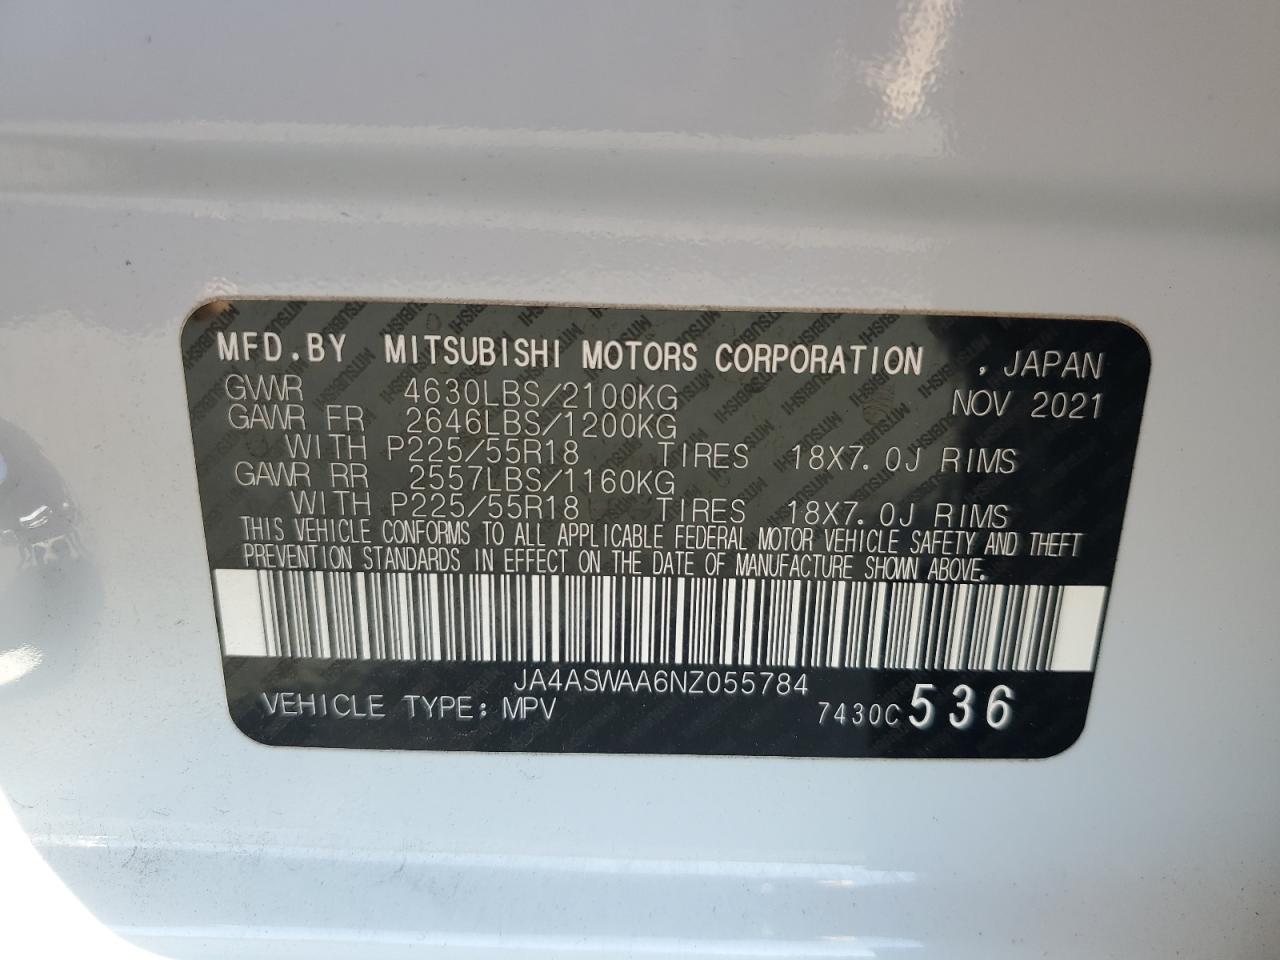 MFD.BY MITSUBISHI MOTORS CORPORATION , JAPAN
GVWR 4630LBS/2100KG NOV 2021
GAWR FR 2646LBS/1200KG
WITH P225/55R18 TIRES 18X7.0J RIMS
GAWR RR 2557LBS/1160KG
WITH P225/55R18 TIRES 18X7.0J RIMS
THIS VEHICLE CONFORMS TO ALL APPLICABLE FEDERAL MOTOR VEHICLE SAFETY AND THEFT
PREVENTION STANDARDS IN EFFECT ON THE DATE OF MANUFACTURE SHOWN ABOVE.
JA4ASWAA6NZ055784
VEHICLE TYPE: MPV 7430C 536